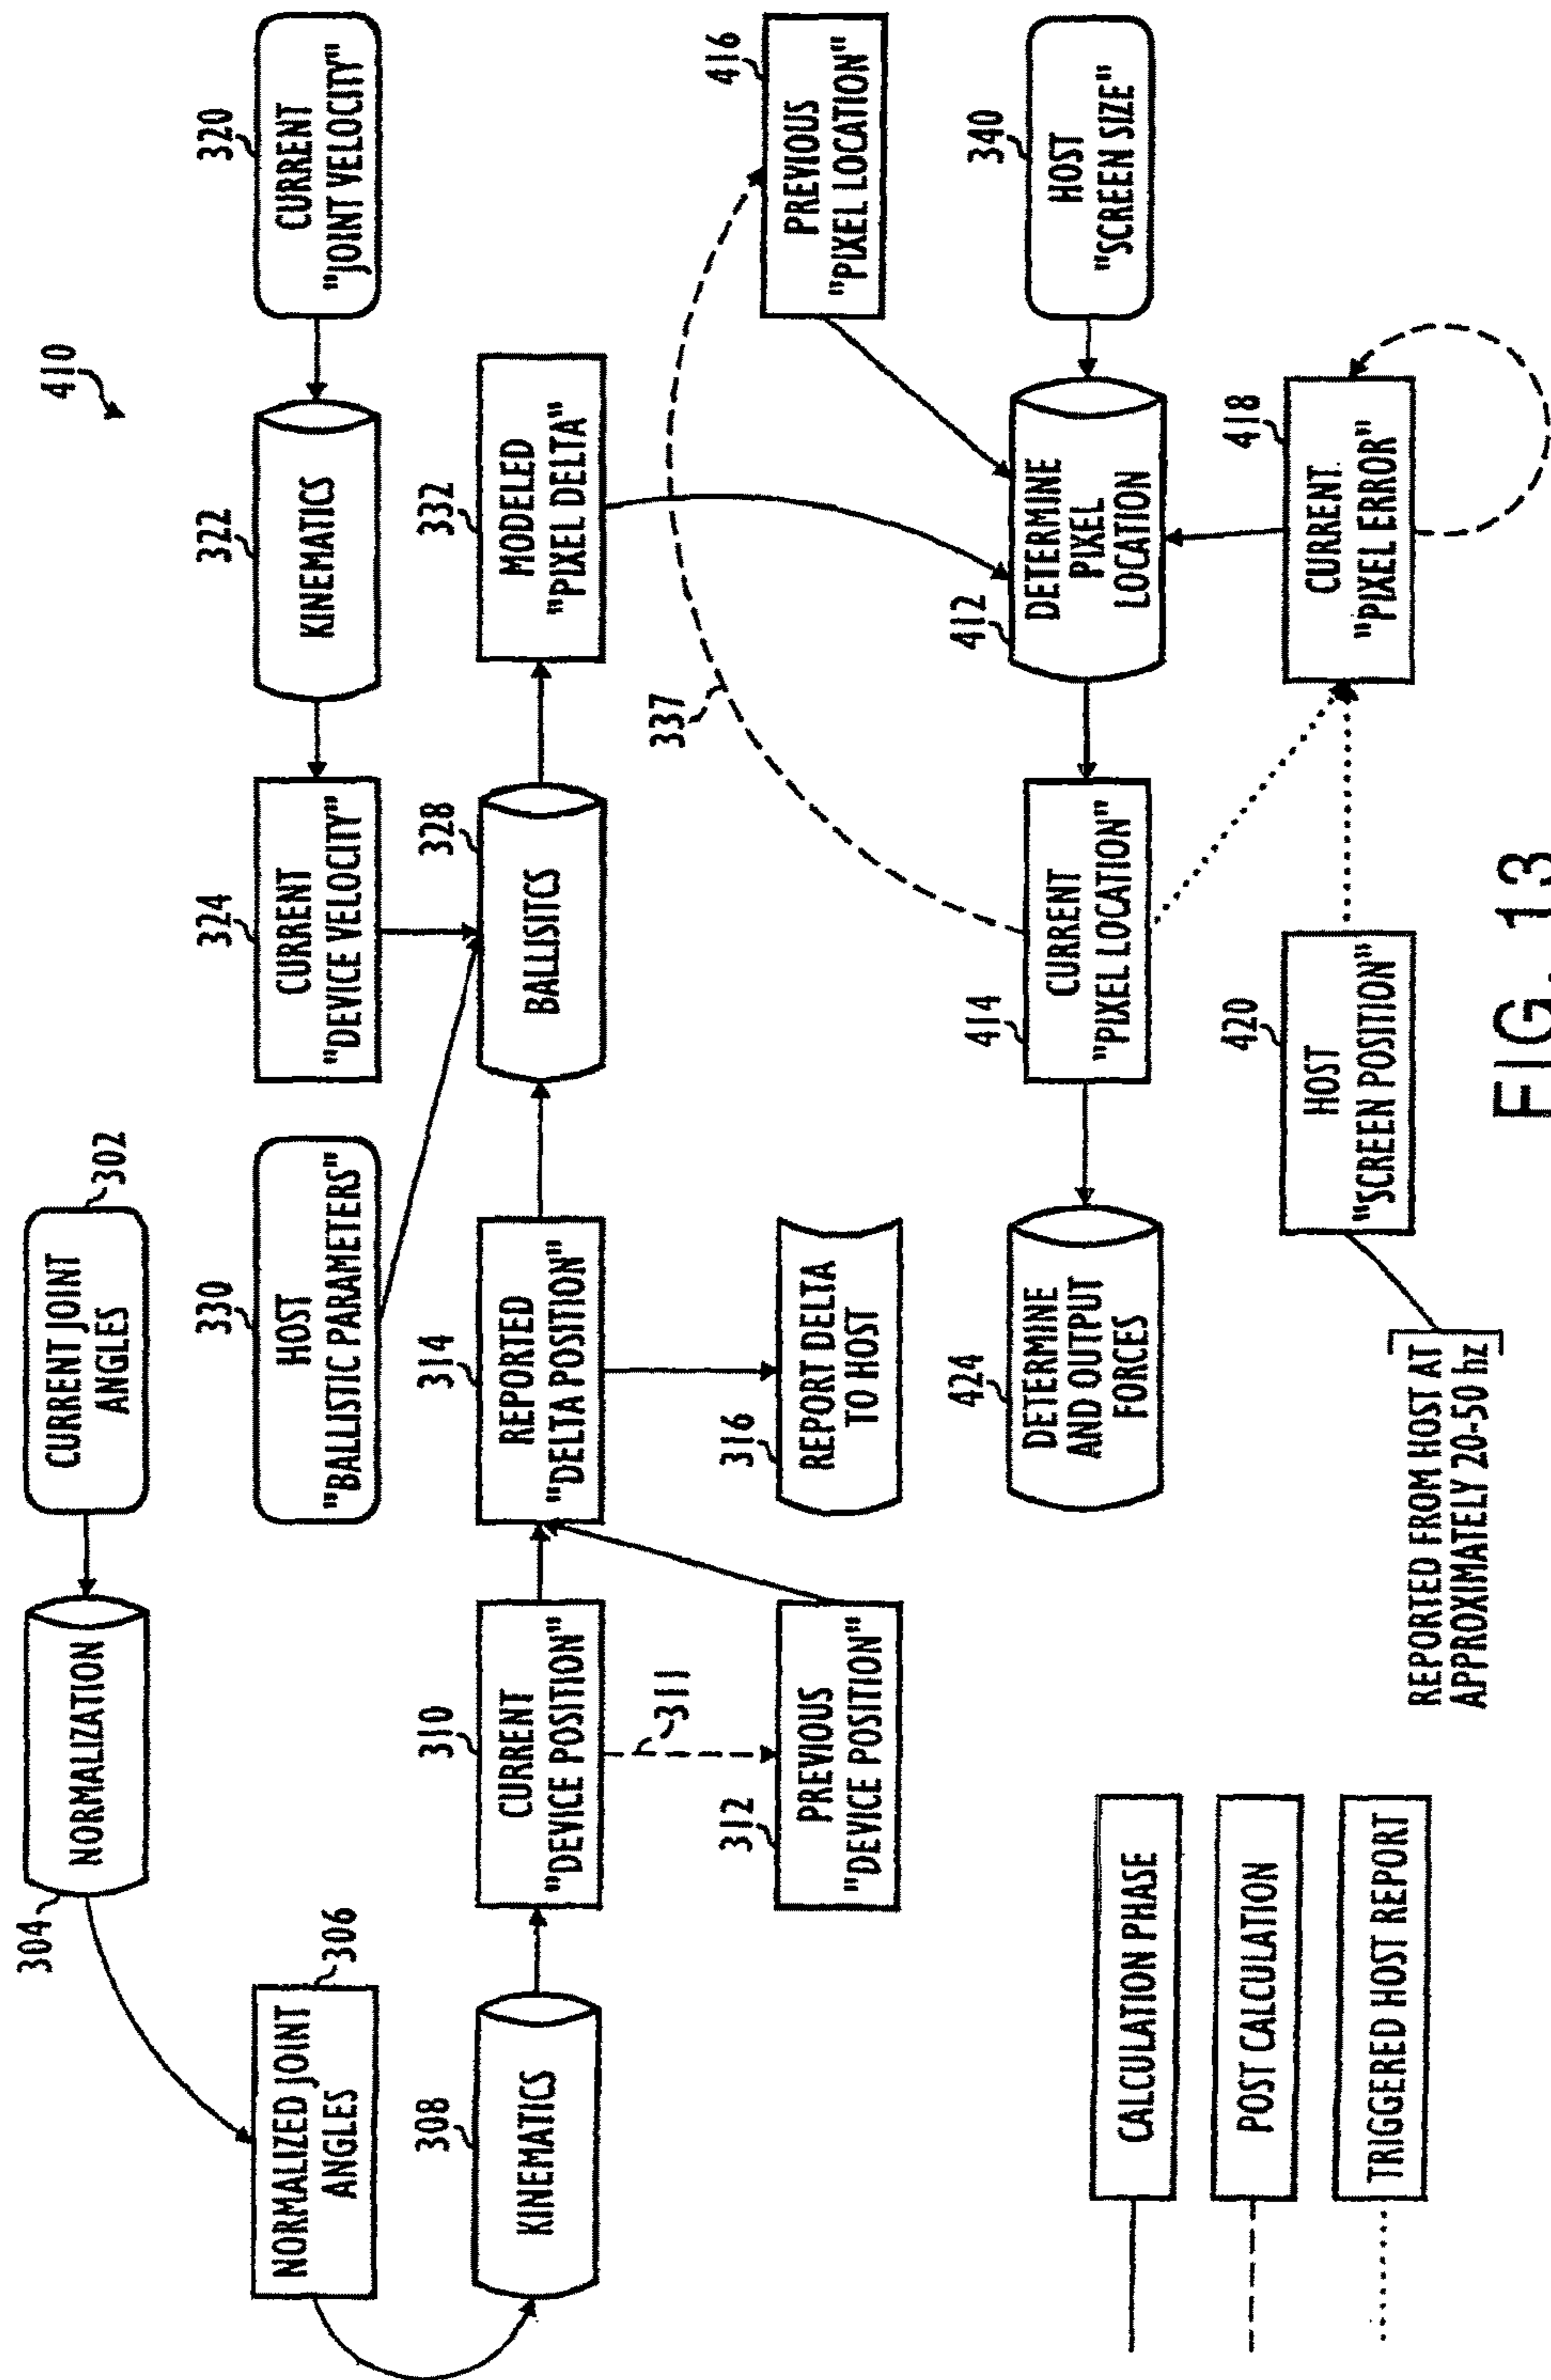 410
302
CURRENT JOINT
ANGLES
304
NORMALIZATION
306
NORMALIZED JOINT
ANGLES
330
HOST
"BALLISTIC PARAMETERS"
324
CURRENT
"DEVICE VELOCITY"
322
KINEMATICS
320
CURRENT
"JOINT VELOCITY"
308
KINEMATICS
310
CURRENT
"DEVICE POSITION"
314
REPORTED
"DELTA POSITION"
328
BALLISITCS
332
MODELED
"PIXEL DELTA"
311
312
PREVIOUS
"DEVICE POSITION"
316
REPORT DELTA
TO HOST
337
416
PREVIOUS
"PIXEL LOCATION"
424
DETERMINE
AND OUTPUT
FORCES
414
CURRENT
"PIXEL LOCATION"
412
DETERMINE
PIXEL
LOCATION
340
HOST
"SCREEN SIZE"
420
HOST
"SCREEN POSITION"
418
CURRENT.
"PIXEL ERROR"
REPORTED FROM HOST AT
APPROXIMATELY 20-50 hz
CALCULATION PHASE
POST CALCULATION
TRIGGERED HOST REPORT
FIG. 13